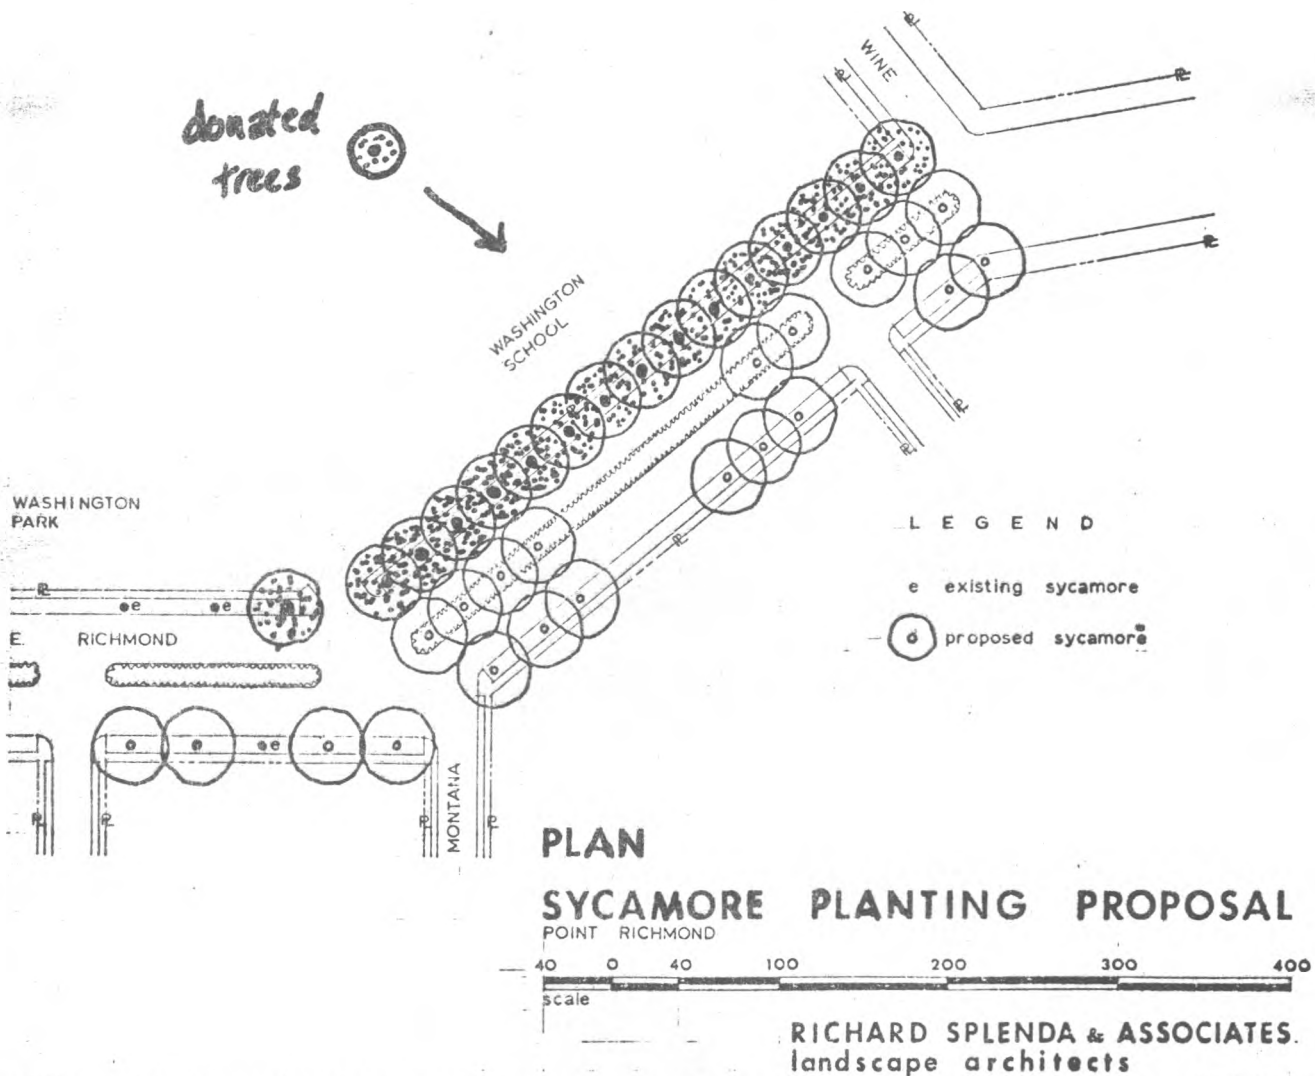 donated
trees
WINE
WASHINGTON
SCHOOL
WASHINGTON
PARK
e
e
E. RICHMOND
e
MONTANA
LEGEND
e existing sycamore
proposed sycamore
PLAN
SYCAMORE PLANTING PROPOSAL
POINT RICHMOND
40 0 40 100 200 300 400
scale
RICHARD SPLENDA & ASSOCIATES.
landscape architects